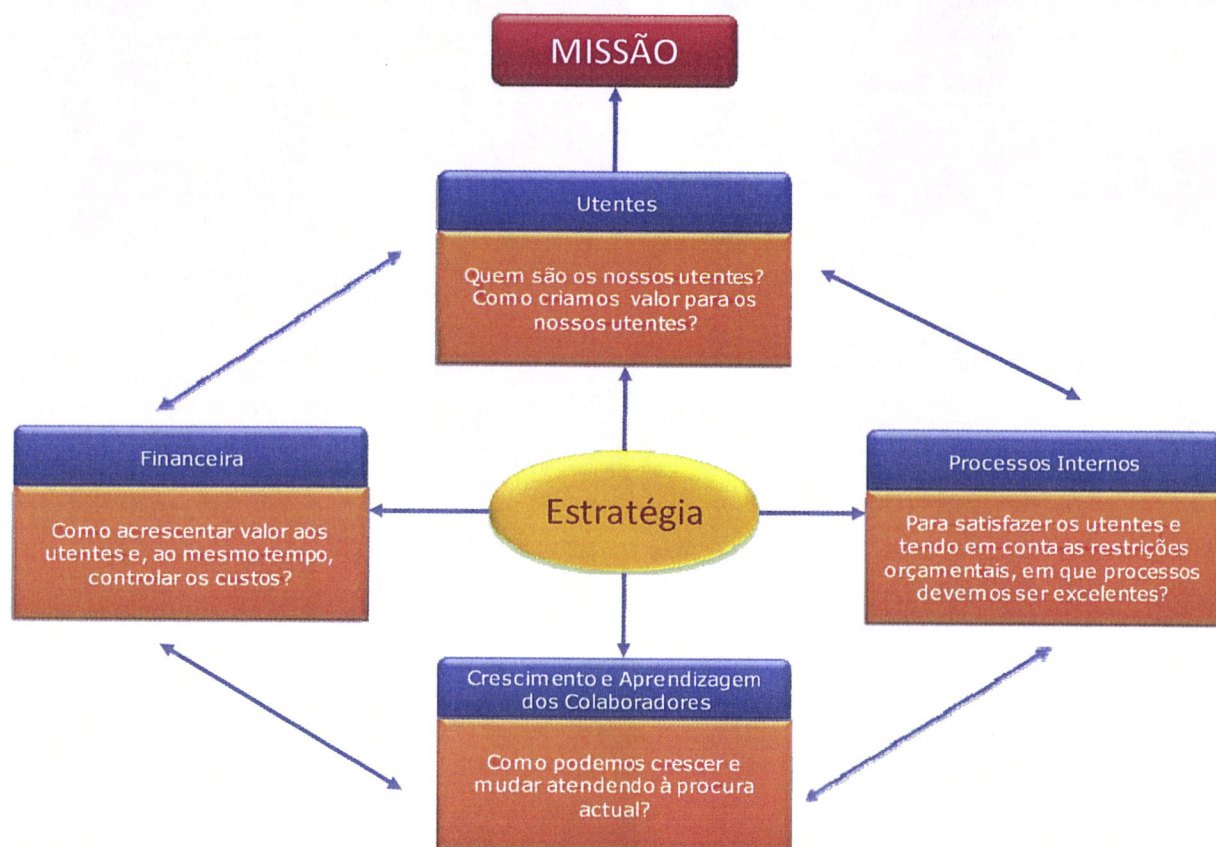 MISSÃO
Utentes
Quem são os nossos utentes?
Como criamos valor para os
nossos utentes?
Financeira
Como acrescentar valor aos
utentes e, ao mesmo tempo,
controlar os custos?
Estratégia
Processos Internos
Para satisfazer os utentes e
tendo em conta as restrições
orçamentais, em que processos
devemos ser excelentes?
Crescimento e Aprendizagem
dos Colaboradores
Como podemos crescer e
mudar atendendo à procura
actual?